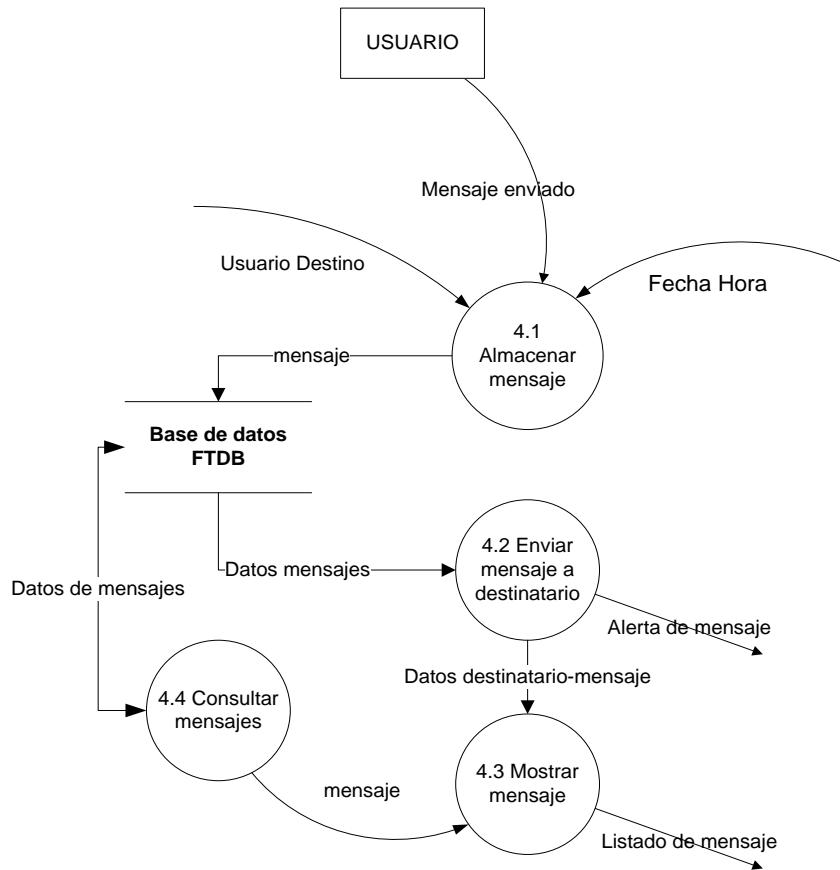 USUARIO
Mensaje enviado
Usuario Destino
Fecha Hora
4.1
Almacenar
mensaje
mensaje
Base de datos
FTDB
4.2 Enviar
mensaje a
destinatario
Datos mensajes
Datos de mensajes
Alerta de mensaje
Datos destinatario-mensaje
4.4 Consultar
mensajes
4.3 Mostrar
mensaje
mensaje
Listado de mensaje